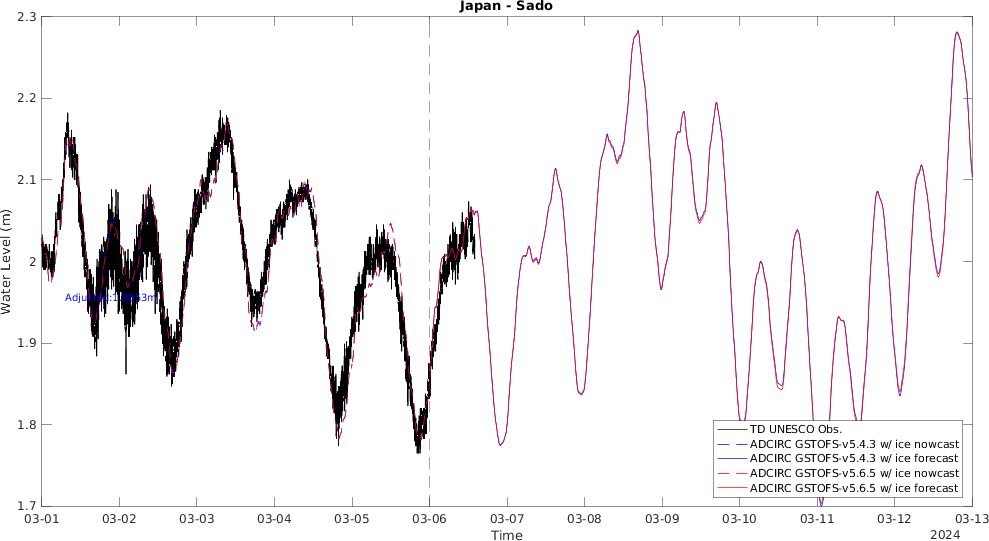 Japan - Sado
Water Level (m)
2.3
2.2
2.1
2
1.9
1.8
1.7
03-01
03-02
03-03
03-04
03-05
03-06
03-07
03-08
03-09
03-10
03-11
03-12
03-13
Time
2024
TD UNESCO Obs.
ADCIRC GSTOFS-v5.4.3 w/ ice nowcast
ADCIRC GSTOFS-v5.4.3 w/ ice forecast
ADCIRC GSTOFS-v5.6.5 w/ ice nowcast
ADCIRC GSTOFS-v5.6.5 w/ ice forecast